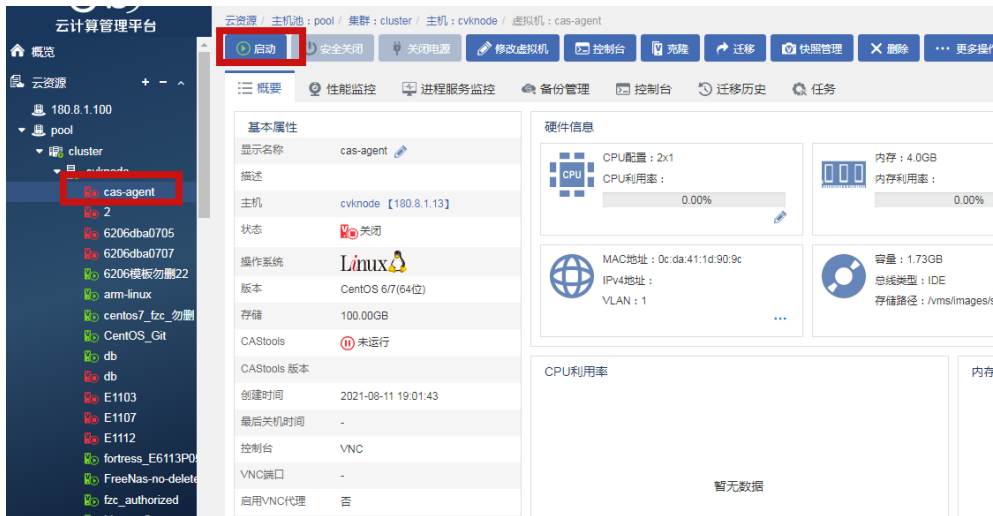 云计算管理平台
云资源 / 主机池：pool / 集群：cluster / 主机：cvknode / 虚拟机：cas-agent
启动 安全关闭 关闭电源 修改虚拟机 控制台 克隆 迁移 快照管理 删除 更多操作
概览
云资源
180.8.1.100
pool
cluster
cvknode
cas-agent
2
6206dba0705
6206dba0707
6206模板勿删22
arm-linux
centos7_fzc_勿删
CentOS_Git
db
db
E1103
E1107
E1112
fortress_E6113P05
FreeNas-no-delete
fzc_authorized
概要 性能监控 进程服务监控 备份管理 控制台 迁移历史 任务
基本属性
显示名称 cas-agent
描述
主机 cvknode【180.8.1.13】
状态 关闭
操作系统 Linux
版本 CentOS 6/7(64位)
存储 100.00GB
CAStools 未运行
CAStools 版本
创建时间 2021-08-11 19:01:43
最后关机时间 -
控制台 VNC
VNC端口 -
启用VNC代理 否
硬件信息
CPU
CPU配置：2x1
CPU利用率：
0.00%
内存：4.0GB
内存利用率：
0.00%
MAC地址：0c:da:41:1d:90:9c
IPv4地址：
VLAN：1
容量：1.73GB
总线类型：IDE
存储路径：/vms/images/s
CPU利用率
暂无数据
内存